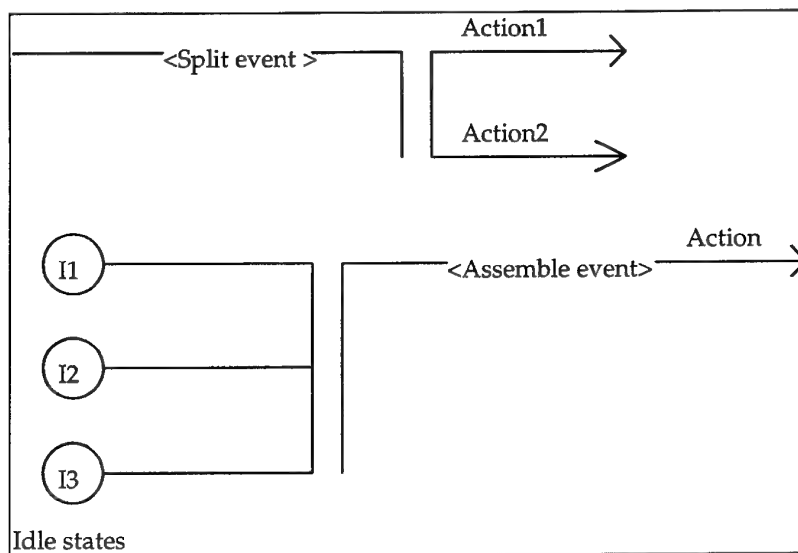 Action1
<Split event >
Action2
Action
I1
<Assemble event>
I2
I3
Idle states